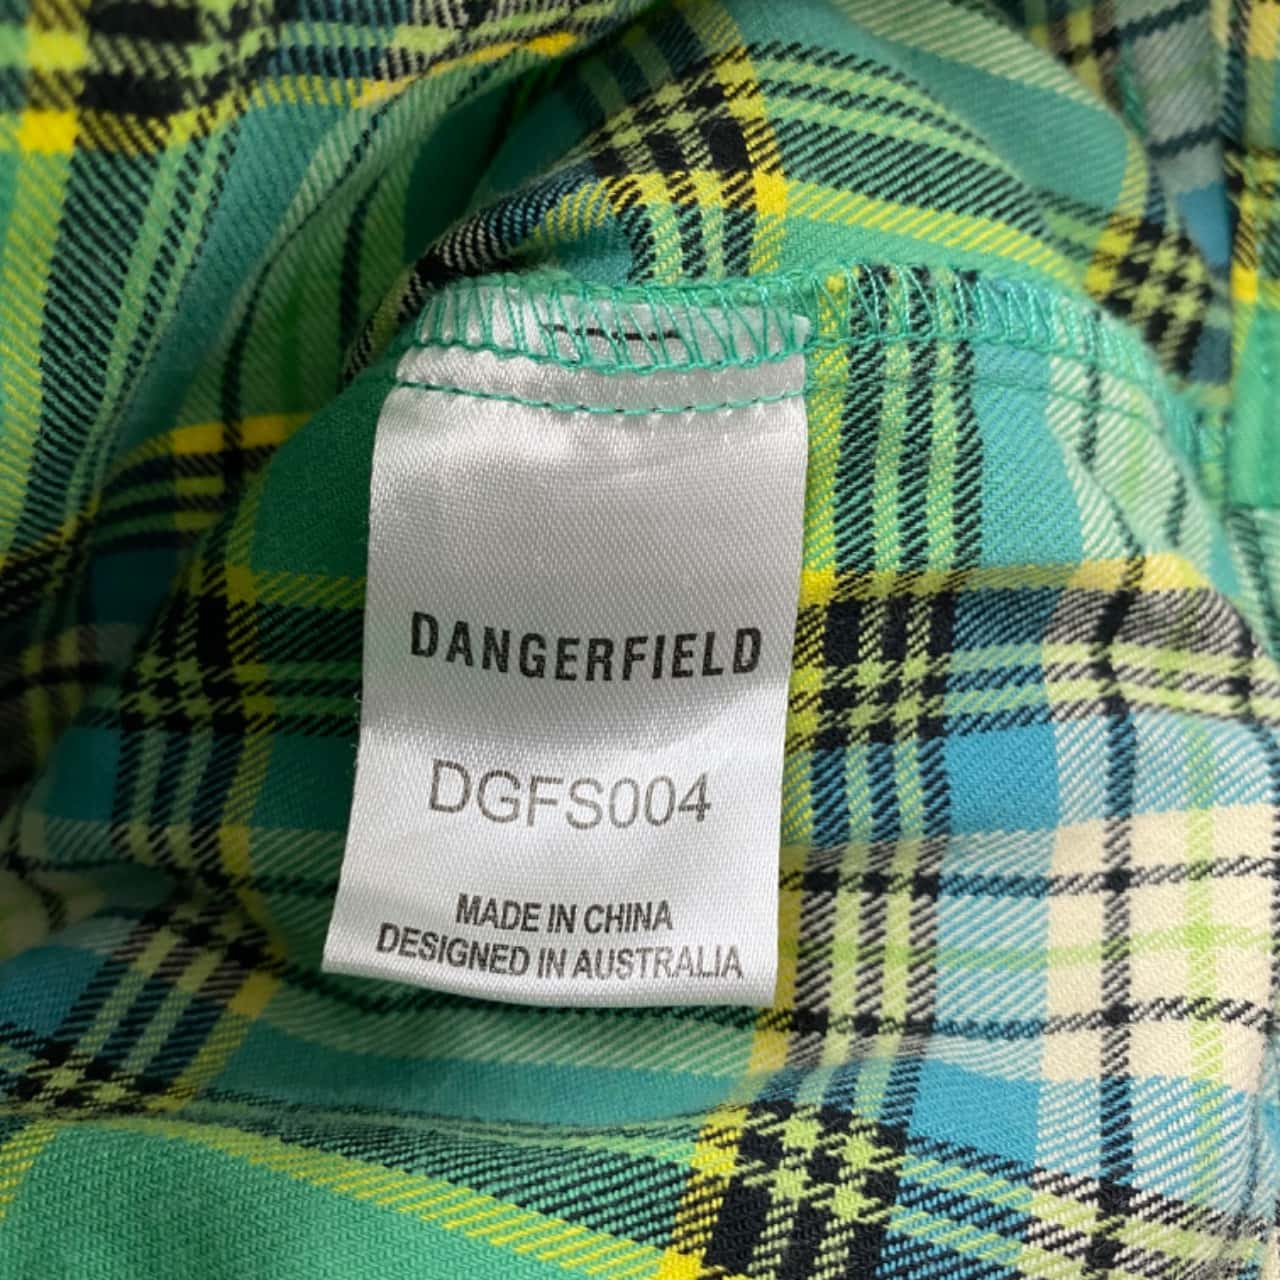 DANGERFIELD
DGFS004
MADE IN CHINA
DESIGNED IN AUSTRALIA